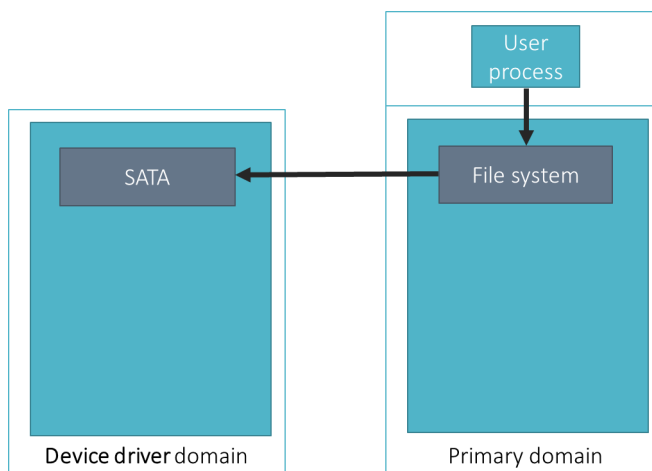 User
process
SATA
File system
Device driver domain
Primary domain